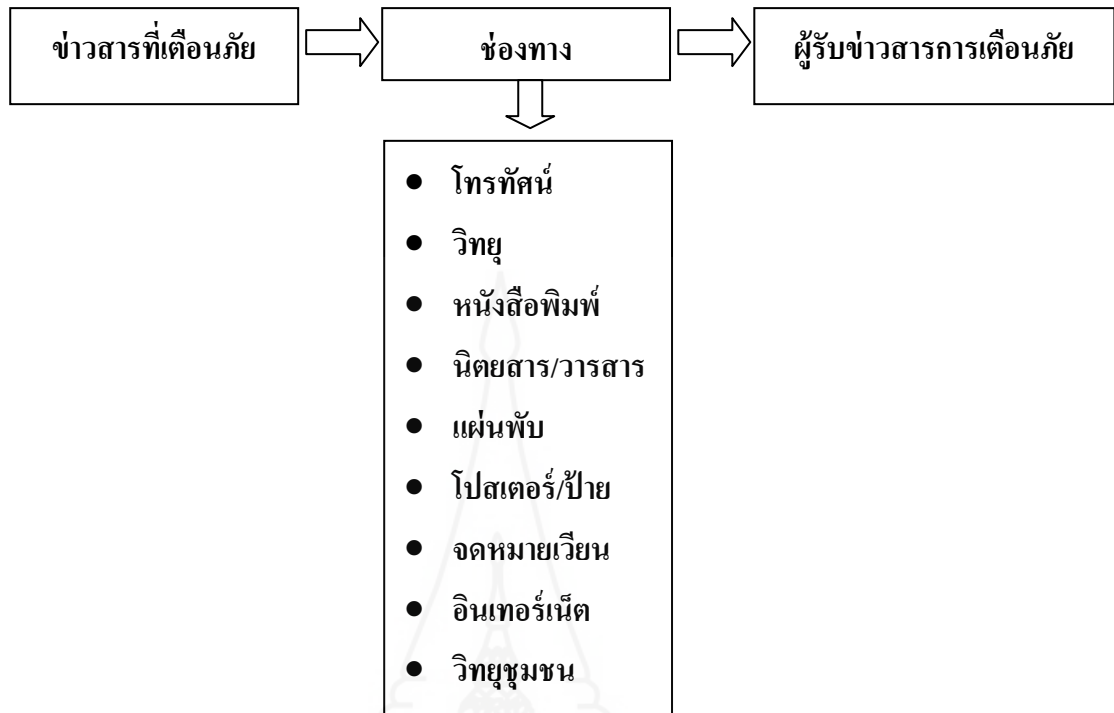 ข่าวสารที่เตือนภัย
ช่องทาง
ผู้รับข่าวสารการเตือนภัย
● โทรทัศน์
● วิทยุ
● หนังสือพิมพ์
● นิตยสาร/วารสาร
● แผ่นพับ
● โปสเตอร์/ป้าย
● จดหมายเวียน
● อินเทอร์เน็ต
● วิทยุชุมชน